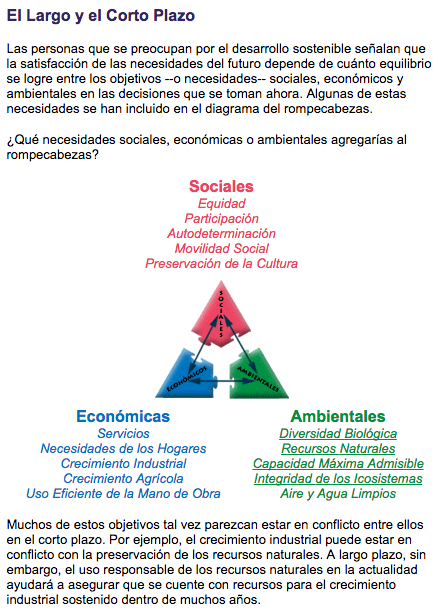 El Largo y el Corto Plazo
Las personas que se preocupan por el desarrollo sostenible señalan que
la satisfacción de las necesidades del futuro depende de cuánto equilibrio
se logre entre los objetivos --o necesidades-- sociales, económicos y
ambientales en las decisiones que se toman ahora. Algunas de estas
necesidades se han incluido en el diagrama del rompecabezas.
¿Qué necesidades sociales, económicas o ambientales agregarías al
rompecabezas?
Sociales
Equidad
Participación
Autodeterminación
Movilidad Social
Preservación de la Cultura
SOCIALES
ECONÓMICOS
AMBIENTALES
Económicas
Servicios
Necesidades de los Hogares
Crecimiento Industrial
Crecimiento Agrícola
Uso Eficiente de la Mano de Obra
Ambientales
Diversidad Biológica
Recursos Naturales
Capacidad Máxima Admisible
Integridad de los Icosistemas
Aire y Agua Limpios
Muchos de estos objetivos tal vez parezcan estar en conflicto entre ellos
en el corto plazo. Por ejemplo, el crecimiento industrial puede estar en
conflicto con la preservación de los recursos naturales. A largo plazo, sin
embargo, el uso responsable de los recursos naturales en la actualidad
ayudará a asegurar que se cuente con recursos para el crecimiento
industrial sostenido dentro de muchos años.